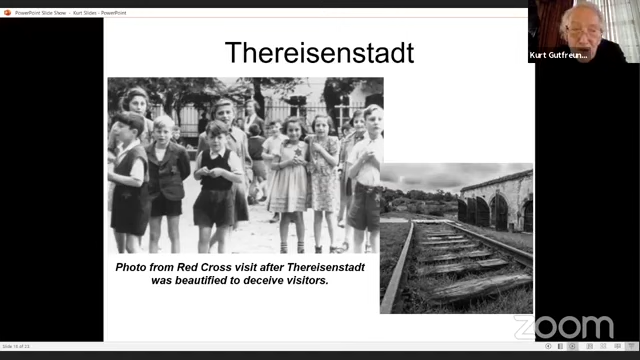 PowerPoint Slide Show - Kurt Slides - PowerPoint
Kurt Gutfreun...
Thereisenstadt
Photo from Red Cross visit after Thereisenstadt
was beautified to deceive visitors.
zoom